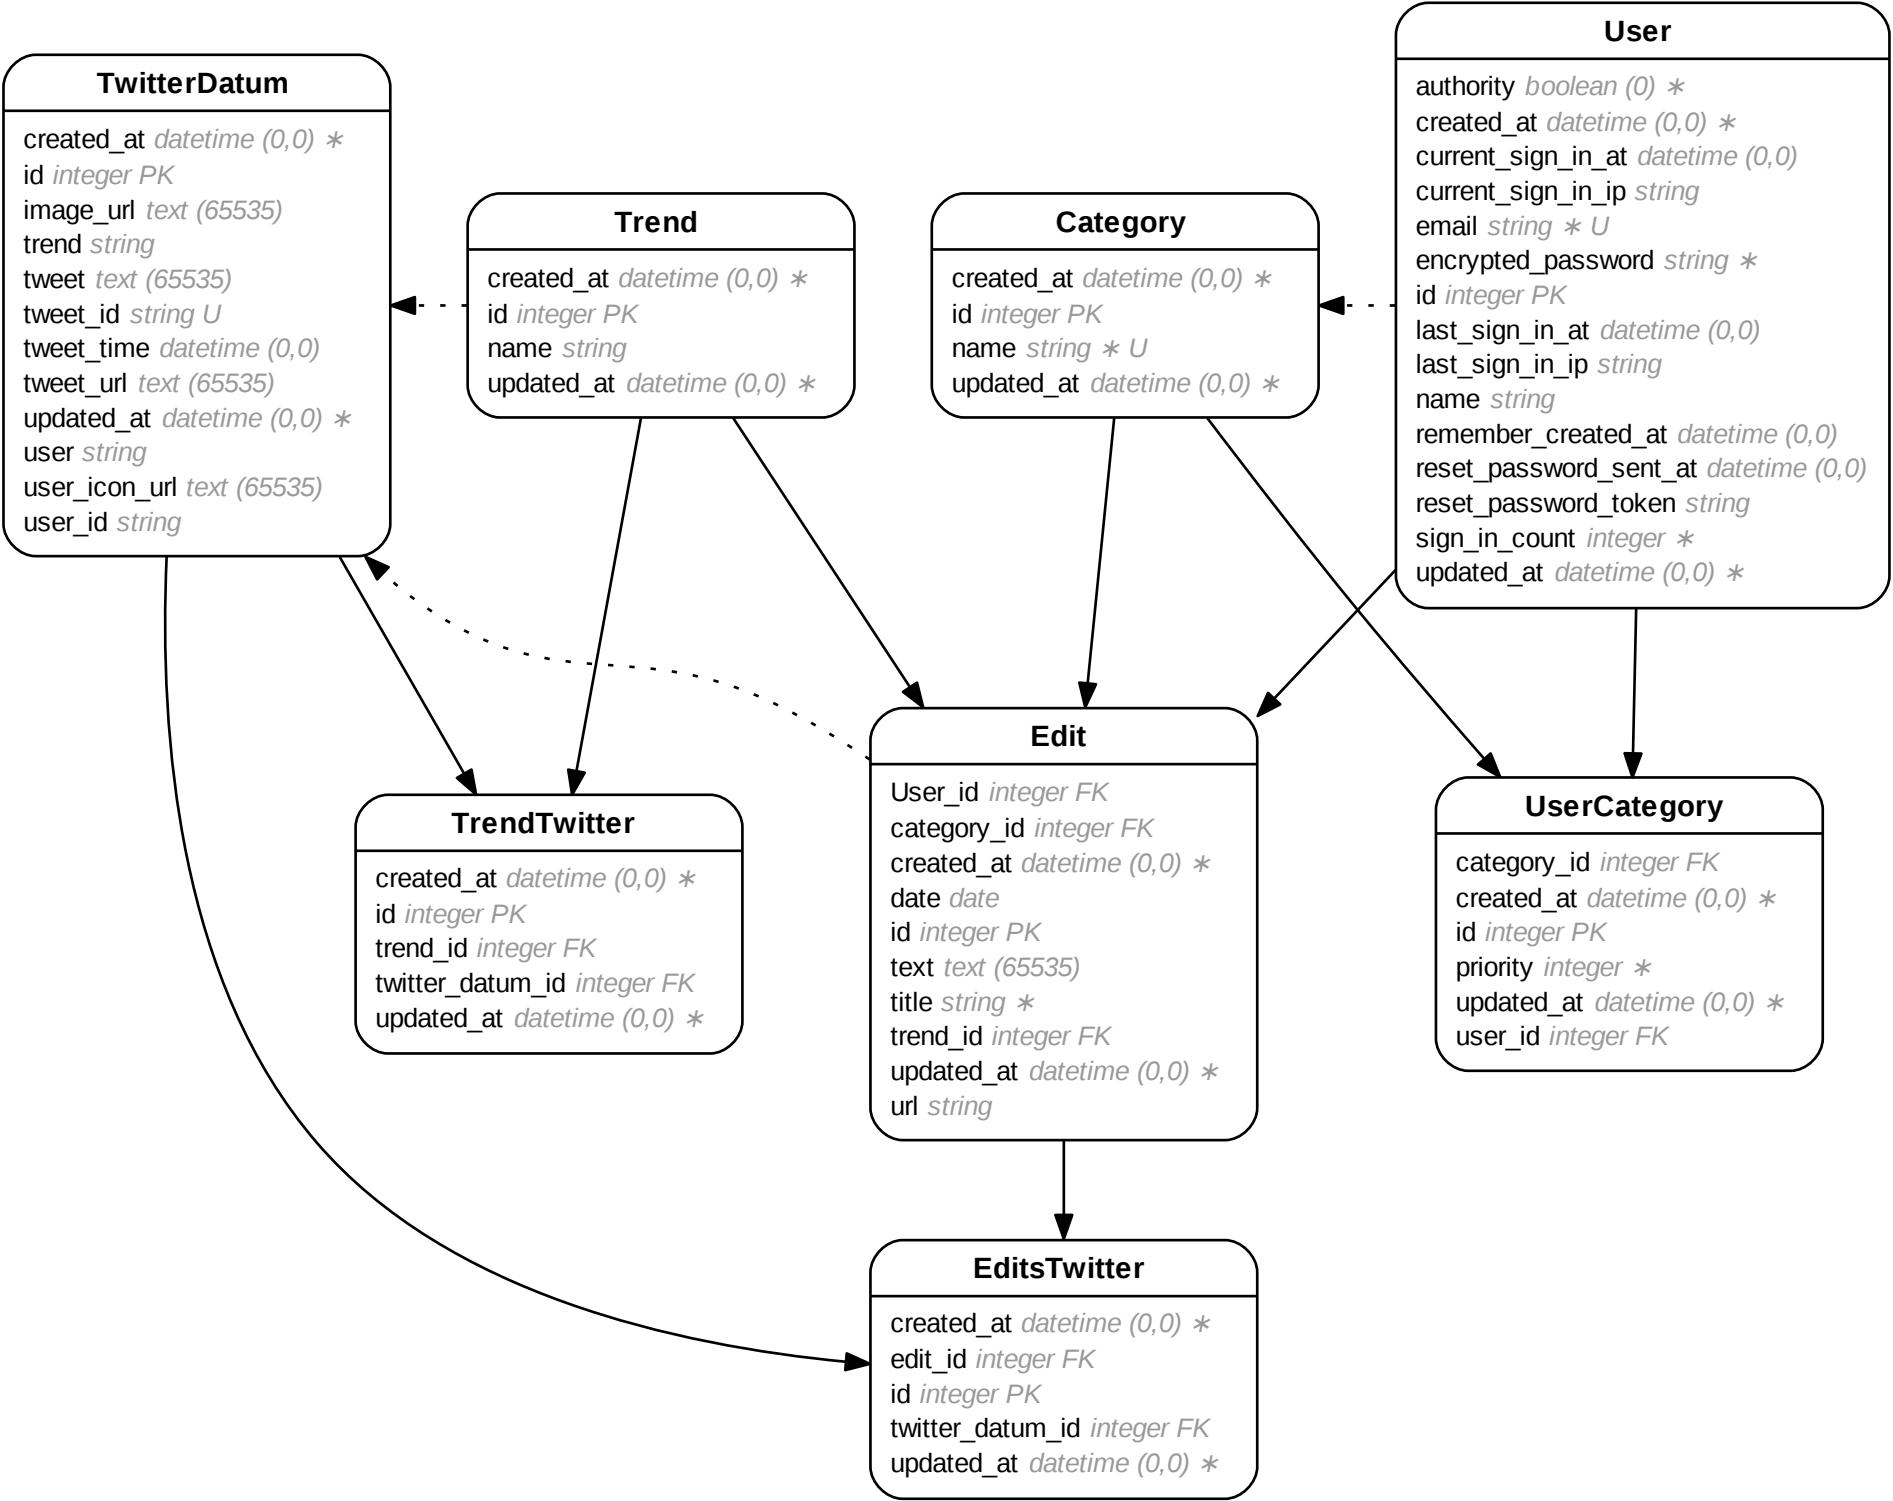 TwitterDatum
created_at datetime (0,0) ∗
id integer PK
image_url text (65535)
trend string
tweet text (65535)
tweet_id string U
tweet_time datetime (0,0)
tweet_url text (65535)
updated_at datetime (0,0) ∗
user string
user_icon_url text (65535)
user_id string
Trend
created_at datetime (0,0) ∗
id integer PK
name string
updated_at datetime (0,0) ∗
Category
created_at datetime (0,0) ∗
id integer PK
name string ∗ U
updated_at datetime (0,0) ∗
User
authority boolean (0) ∗
created_at datetime (0,0) ∗
current_sign_in_at datetime (0,0)
current_sign_in_ip string
email string ∗ U
encrypted_password string ∗
id integer PK
last_sign_in_at datetime (0,0)
last_sign_in_ip string
name string
remember_created_at datetime (0,0)
reset_password_sent_at datetime (0,0)
reset_password_token string
sign_in_count integer ∗
updated_at datetime (0,0) ∗
TrendTwitter
created_at datetime (0,0) ∗
id integer PK
trend_id integer FK
twitter_datum_id integer FK
updated_at datetime (0,0) ∗
Edit
User_id integer FK
category_id integer FK
created_at datetime (0,0) ∗
date date
id integer PK
text text (65535)
title string ∗
trend_id integer FK
updated_at datetime (0,0) ∗
url string
UserCategory
category_id integer FK
created_at datetime (0,0) ∗
id integer PK
priority integer ∗
updated_at datetime (0,0) ∗
user_id integer FK
EditsTwitter
created_at datetime (0,0) ∗
edit_id integer FK
id integer PK
twitter_datum_id integer FK
updated_at datetime (0,0) ∗